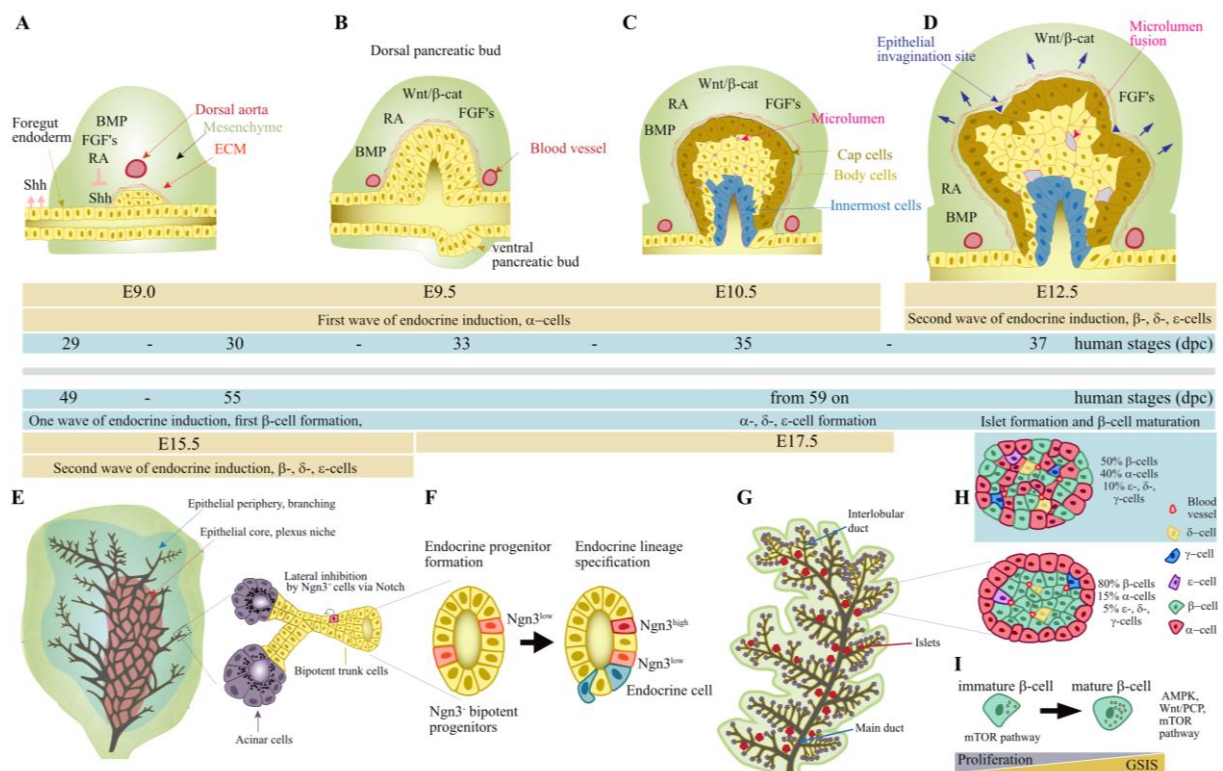 A
BMP
FGF's
RA
Shh
Foregut
endoderm
Shh
Dorsal aorta
Mesenchyme
ECM
B
Dorsal pancreatic bud
Wnt/β-cat
RA
FGF's
BMP
Blood vessel
ventral
pancreatic bud
C
Wnt/β-cat
RA
FGF's
BMP
Microlumen
Cap cells
Body cells
Innermost cells
D
Epithelial
invagination site
Wnt/β-cat
Microlumen
fusion
FGF's
RA
BMP
E9.0 E9.5 E10.5 E12.5
First wave of endocrine induction, α−cells
Second wave of endocrine induction, β-, δ-, ε-cells
29 - 30 - 33 - 35 - 37 human stages (dpc)
49 - 55 from 59 on human stages (dpc)
One wave of endocrine induction, first β-cell formation, α-, δ-, ε-cell formation Islet formation and β-cell maturation
E15.5 E17.5
Second wave of endocrine induction, β-, δ-, ε-cells
E
Epithelial periphery, branching
Epithelial core, plexus niche
Lateral inhibition
by Ngn3⁺ cells via Notch
Bipotent trunk cells
Acinar cells
F
Endocrine progenitor
formation
Endocrine lineage
specification
Ngn3low
Ngn3high
Ngn3low
Endocrine cell
Ngn3⁻ bipotent
progenitors
G
Interlobular
duct
Islets
Main duct
H
50% β-cells
40% α-cells
10% ε-, δ-,
γ-cells
80% β-cells
15% α-cells
5% ε-, δ-,
γ-cells
Blood
vessel
δ−cell
γ−cell
ε−cell
β−cell
α−cell
I
immature β-cell
mature β-cell
mTOR pathway
AMPK,
Wnt/PCP,
mTOR
pathway
Proliferation
GSIS